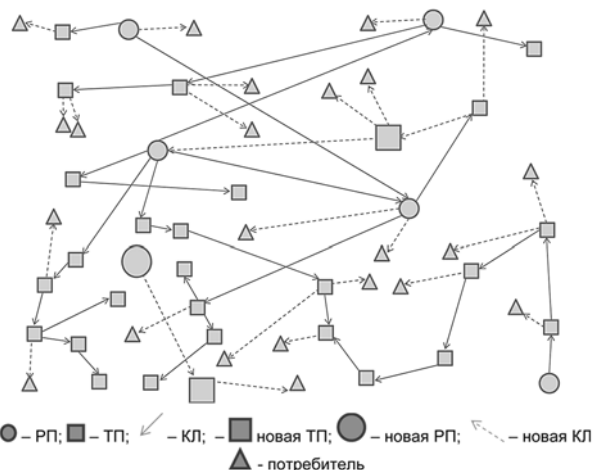 – РП; – ТП; – КЛ; – новая ТП; – новая РП; – новая КЛ
- потребитель